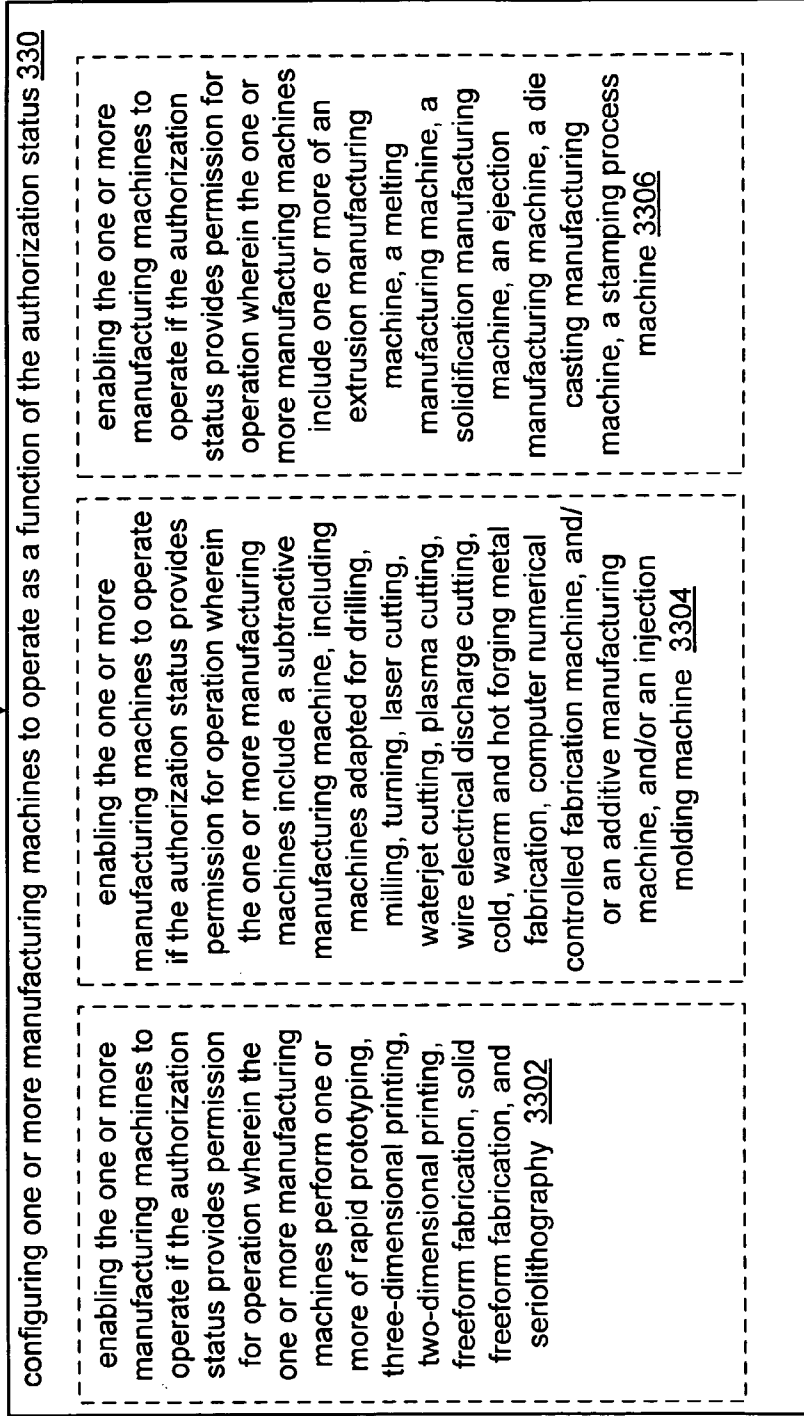 configuring one or more manufacturing machines to operate as a function of the authorization status 330
enabling the one or more
manufacturing machines to
operate if the authorization
status provides permission
for operation wherein the
one or more manufacturing
machines perform one or
more of rapid prototyping,
three-dimensional printing,
two-dimensional printing,
freeform fabrication, solid
freeform fabrication, and
seriolithography 3302
enabling the one or more
manufacturing machines to operate
if the authorization status provides
permission for operation wherein
the one or more manufacturing
machines include a subtractive
manufacturing machine, including
machines adapted for drilling,
milling, turning, laser cutting,
waterjet cutting, plasma cutting,
wire electrical discharge cutting,
cold, warm and hot forging metal
fabrication, computer numerical
controlled fabrication machine, and/
or an additive manufacturing
machine, and/or an injection
molding machine 3304
enabling the one or more
manufacturing machines to
operate if the authorization
status provides permission for
operation wherein the one or
more manufacturing machines
include one or more of an
extrusion manufacturing
machine, a melting
manufacturing machine, a
solidification manufacturing
machine, an ejection
manufacturing machine, a die
casting manufacturing
machine, a stamping process
machine 3306